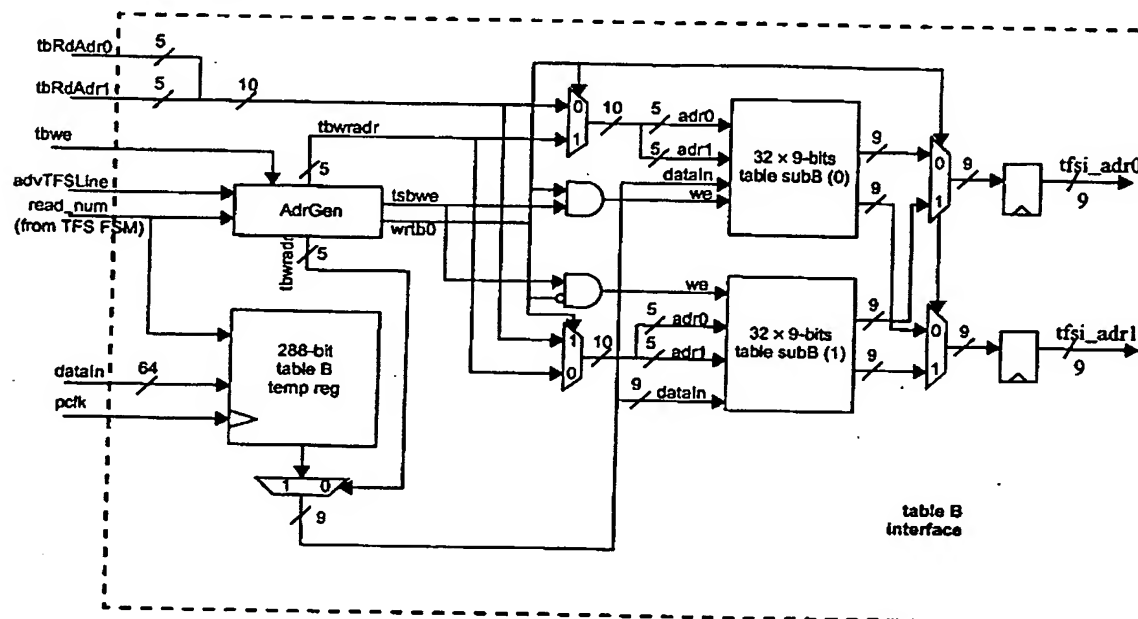 tbRdAdr0
5
tbRdAdr1
5
10
tbwe
tbwradr
5
advTFSLine
read_num
(from TFS FSM)
AdrGen
tsbwe
wrtb0
tbwradr
5
288-bit
table B
temp reg
dataIn
64
pclk
1
0
9
0
1
10
5
adr0
5
adr1
dataIn
we
32 × 9-bits
table subB (0)
9
9
0
1
9
tfsi_adr0
9
we
5
adr0
5
adr1
9
dataIn
1
0
10
32 × 9-bits
table subB (1)
9
9
0
1
9
tfsi_adr1
9
table B
interface